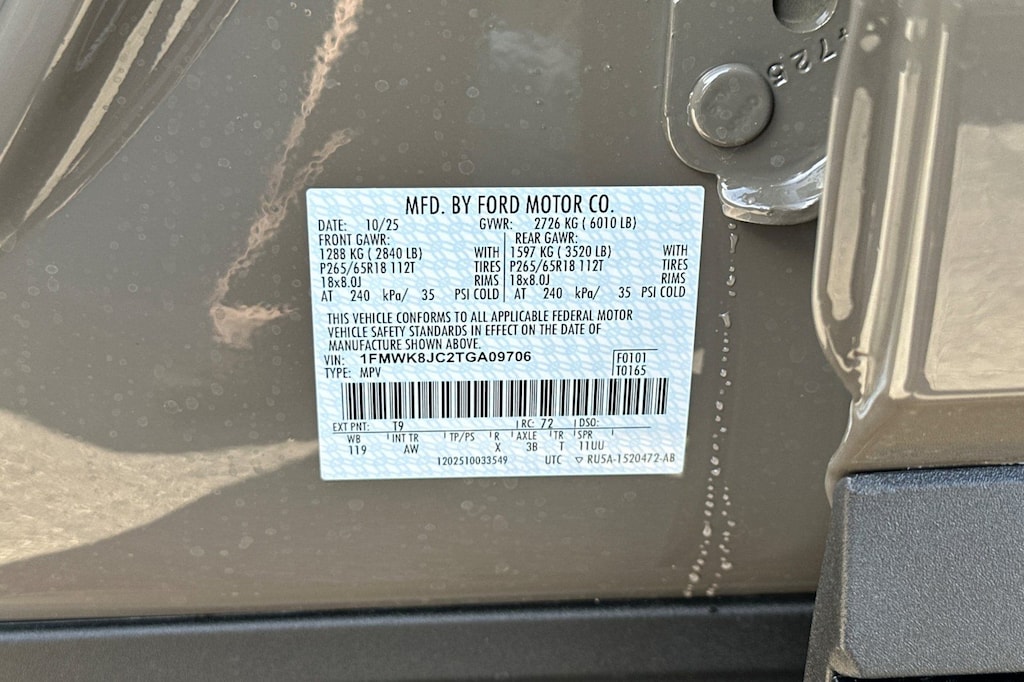 725
MFD. BY FORD MOTOR CO.
DATE: 10/25 GVWR: 2726 KG ( 6010 LB)
FRONT GAWR: REAR GAWR:
1288 KG ( 2840 LB) WITH 1597 KG ( 3520 LB) WITH
P265/65R18 112T TIRES P265/65R18 112T TIRES
18x8.0J RIMS 18x8.0J RIMS
AT 240 kPa/ 35 PSI COLD AT 240 kPa/ 35 PSI COLD
THIS VEHICLE CONFORMS TO ALL APPLICABLE FEDERAL MOTOR
VEHICLE SAFETY STANDARDS IN EFFECT ON THE DATE OF
MANUFACTURE SHOWN ABOVE.
VIN: 1FMWK8JC2TGA09706 F0101
TYPE: MPV T0165
EXT PNT: T9 RC: 72 DSO:
WB INT TR TP/PS R AXLE TR SPR
119 AW X 3B T 11UU
1202510033549 UTC ▽ RU5A-1520472-AB